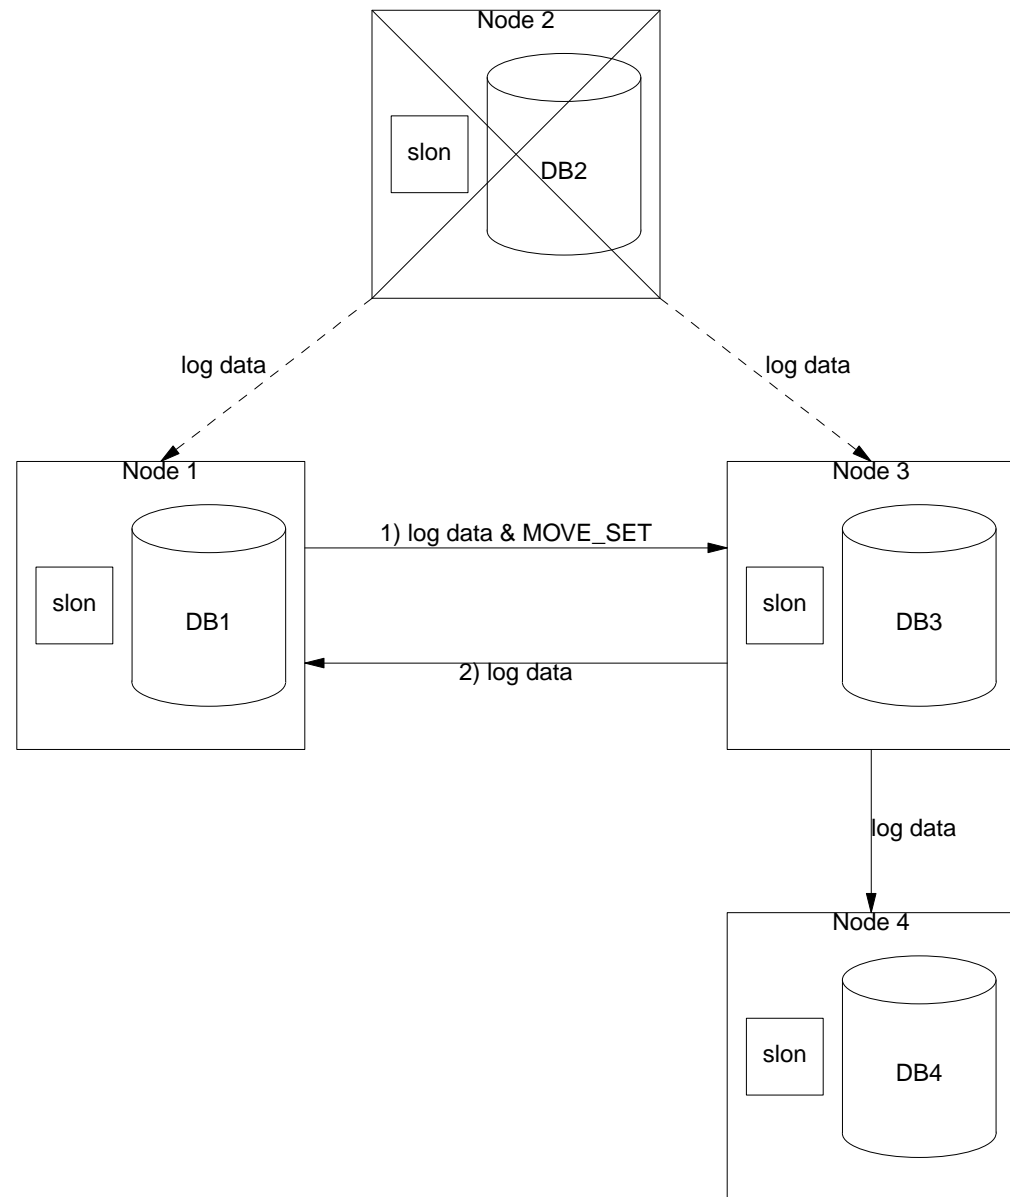 Node 2
slon
DB2
log data
log data
Node 1
Node 3
1) log data & MOVE_SET
slon
DB1
slon
DB3
2) log data
log data
Node 4
slon
DB4